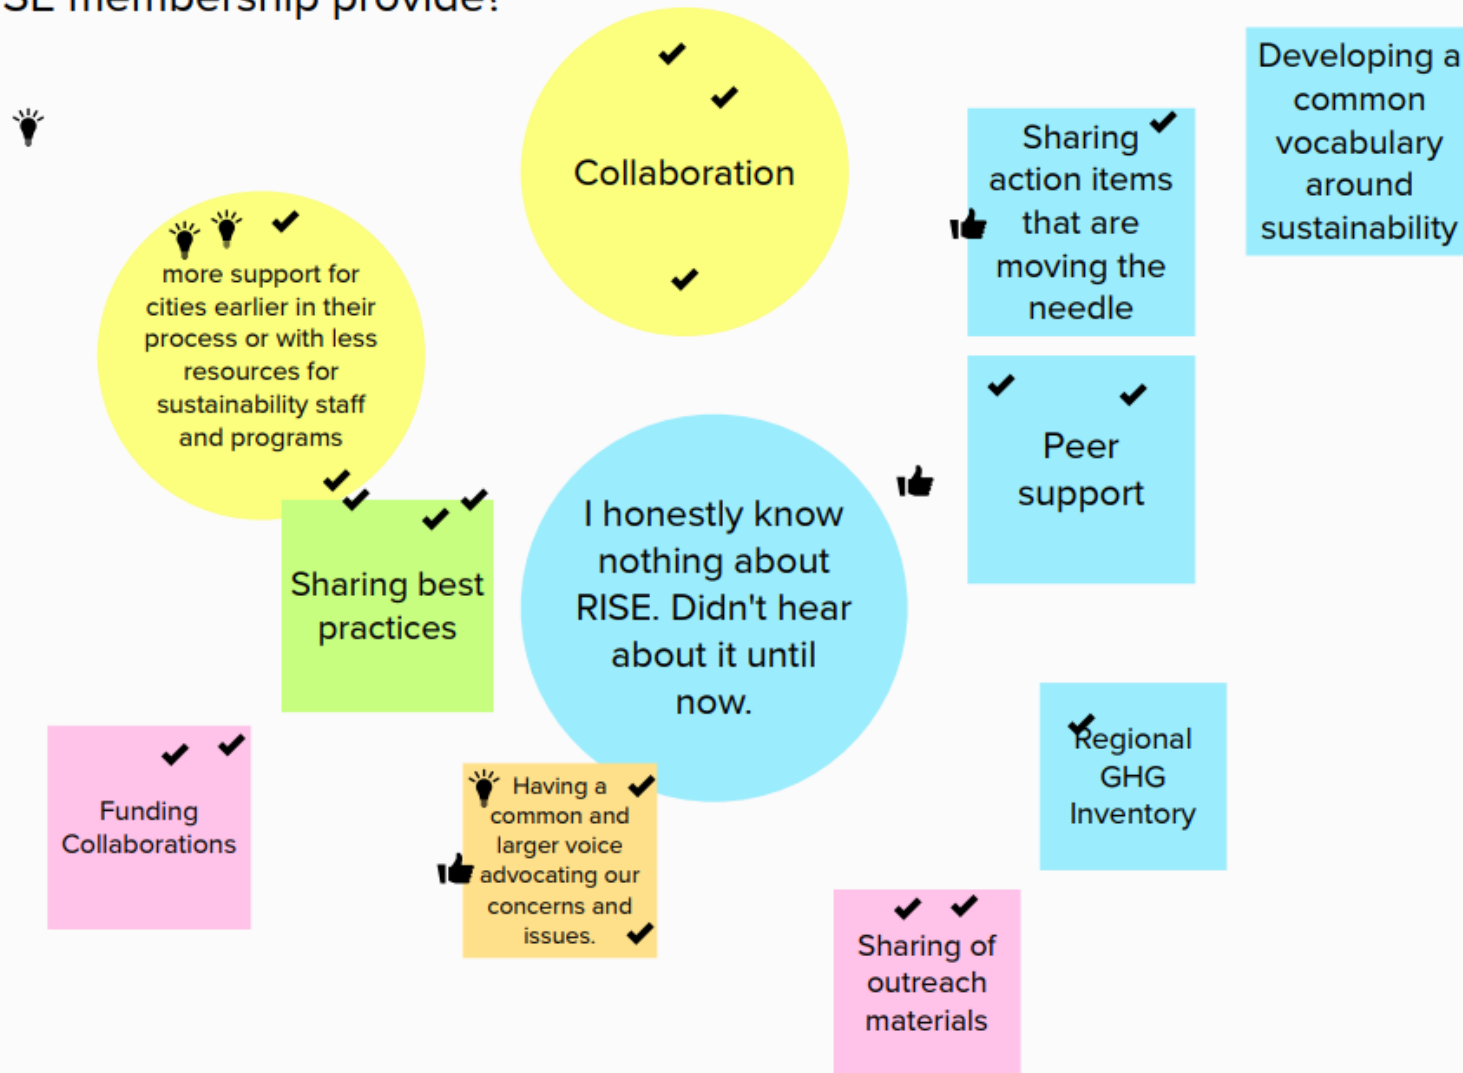 SE membership provide?
Collaboration
Developing a
common
vocabulary
around
sustainability
Sharing
action items
that are
moving the
needle
more support for
cities earlier in their
process or with less
resources for
sustainability staff
and programs
Peer
support
I honestly know
nothing about
RISE. Didn't hear
about it until
now.
Sharing best
practices
Regional
GHG
Inventory
Funding
Collaborations
Having a
common and
larger voice
advocating our
concerns and
issues.
Sharing of
outreach
materials